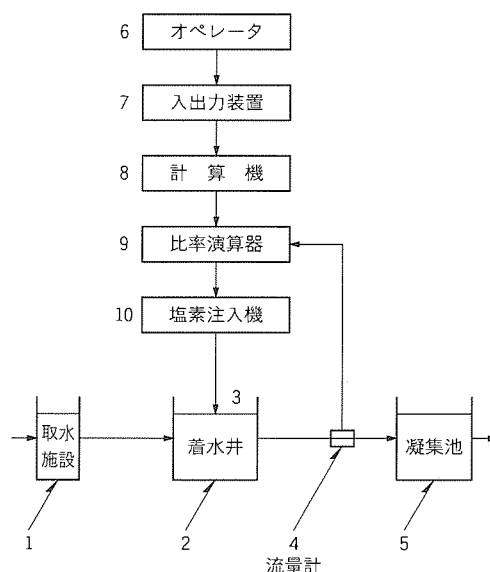 6 オペレータ
7 入出力装置
8 計 算 機
9 比率演算器
10 塩素注入機
3
取水
施設
着水井
凝集池
1
2
4
5
流量計